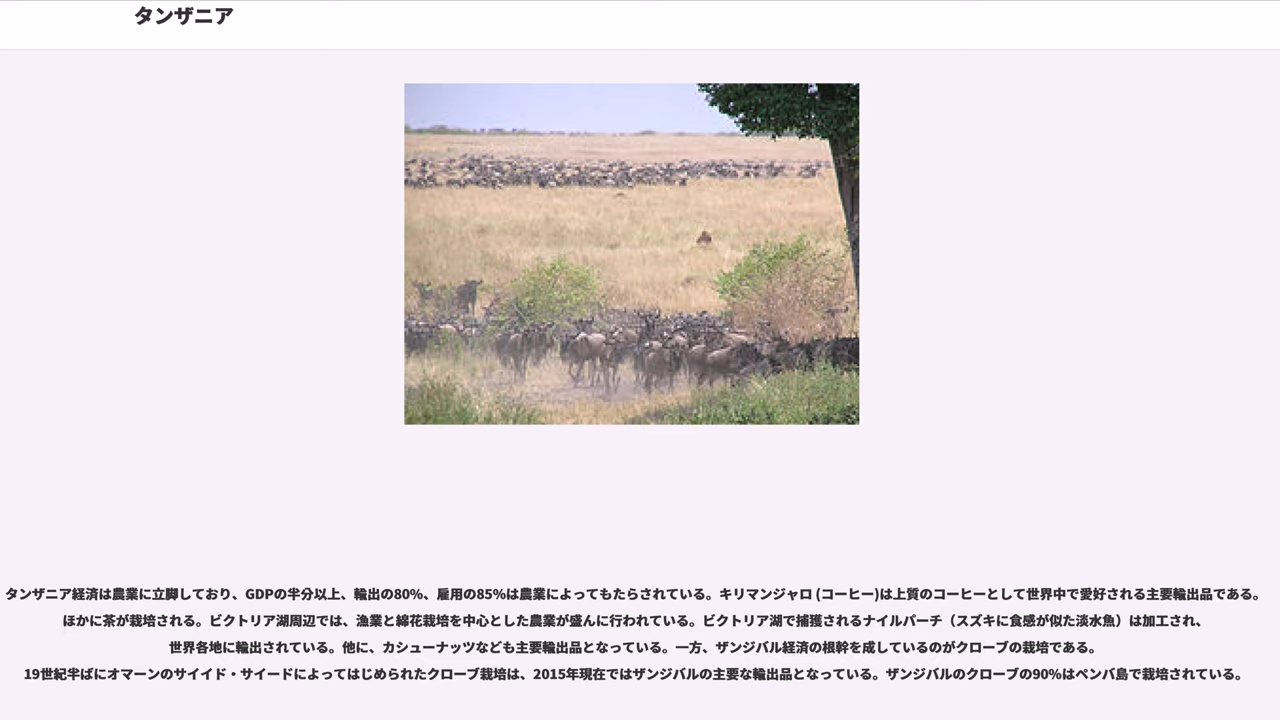 タンザニア
タンザニア経済は農業に立脚しており、GDPの半分以上、輸出の80%、雇用の85%は農業によってもたらされている。キリマンジャロ (コーヒー)は上質のコーヒーとして世界中で愛好される主要輸出品である。
ほかに茶が栽培される。ビクトリア湖周辺では、漁業と綿花栽培を中心とした農業が盛んに行われている。ビクトリア湖で捕獲されるナイルパーチ（スズキに食感が似た淡水魚）は加工され、
世界各地に輸出されている。他に、カシューナッツなども主要輸出品となっている。一方、ザンジバル経済の根幹を成しているのがクローブの栽培である。
19世紀半ばにオマーンのサイイド・サイードによってはじめられたクローブ栽培は、2015年現在ではザンジバルの主要な輸出品となっている。ザンジバルのクローブの90%はペンバ島で栽培されている。